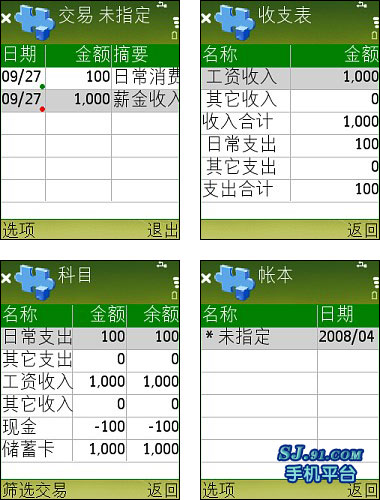 交易 未指定
日期 金额 摘要
09/27 100 日常消费
09/27 1,000 薪金收入
选项 退出
收支表
名称 金额
工资收入 1,000
其它收入 0
收入合计 1,000
日常支出 100
其它支出 0
支出合计 100
返回
科目
名称 金额 余额
日常支出 100 100
其它支出 0 0
工资收入 1,000 1,000
其它收入 0 0
现金 -100 -100
储蓄卡 1,000 1,000
筛选交易 返回
帐本
名称 日期
* 未指定 2008/04
选项 返回
SJ.91.com
手机平台